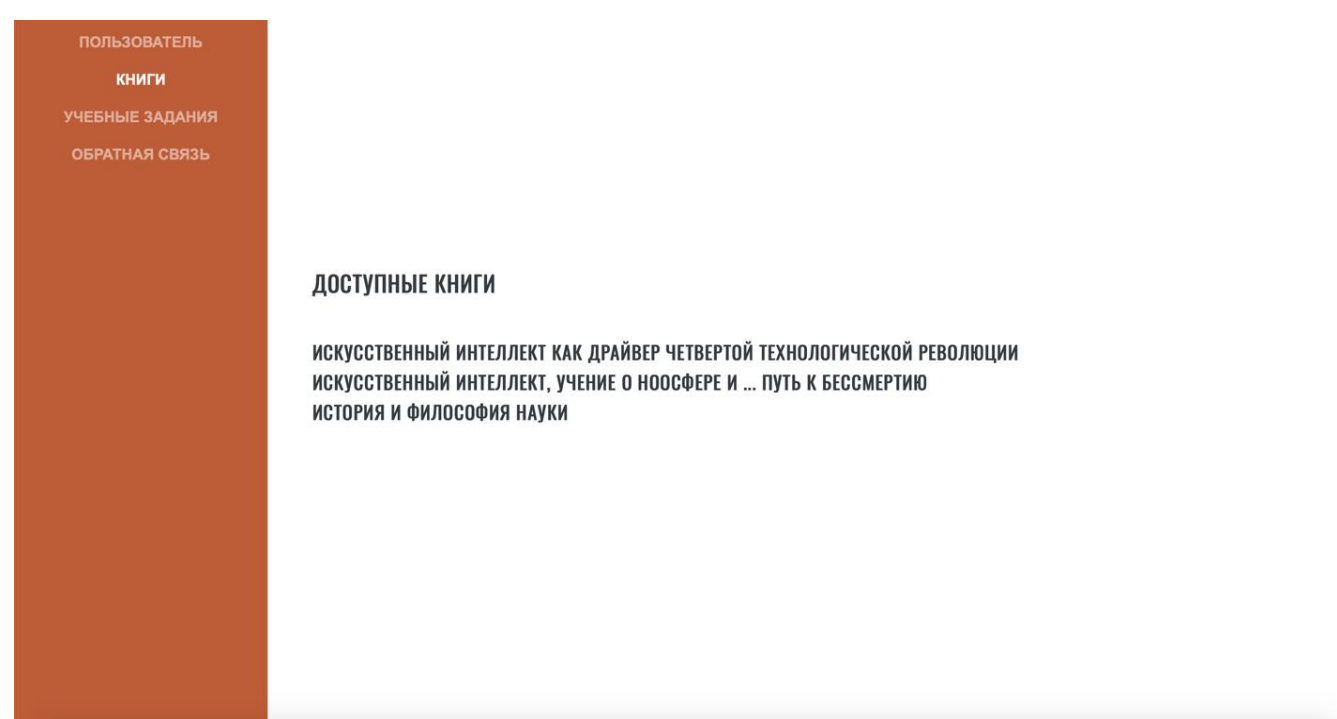 ПОЛЬЗОВАТЕЛЬ
КНИГИ
УЧЕБНЫЕ ЗАДАНИЯ
ОБРАТНАЯ СВЯЗЬ
ДОСТУПНЫЕ КНИГИ
ИСКУССТВЕННЫЙ ИНТЕЛЛЕКТ КАК ДРАЙВЕР ЧЕТВЕРТОЙ ТЕХНОЛОГИЧЕСКОЙ РЕВОЛЮЦИИ
ИСКУССТВЕННЫЙ ИНТЕЛЛЕКТ, УЧЕНИЕ О НООСФЕРЕ И ... ПУТЬ К БЕССМЕРТИЮ
ИСТОРИЯ И ФИЛОСОФИЯ НАУКИ